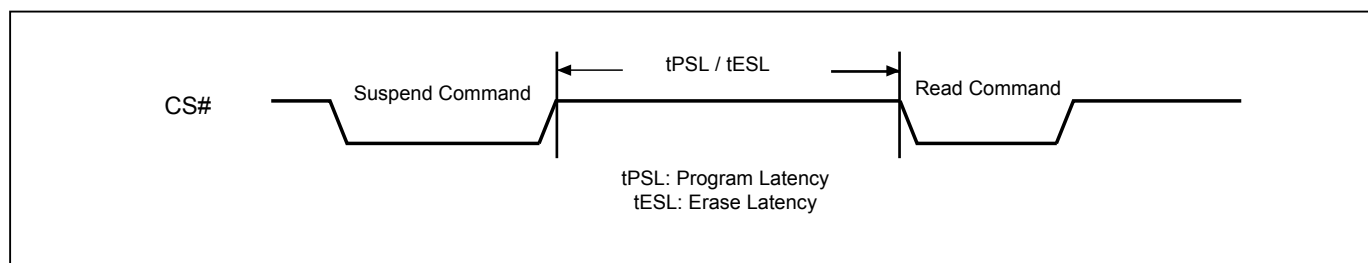 tPSL / tESL
Suspend Command
Read Command
CS#
tPSL: Program Latency
tESL: Erase Latency